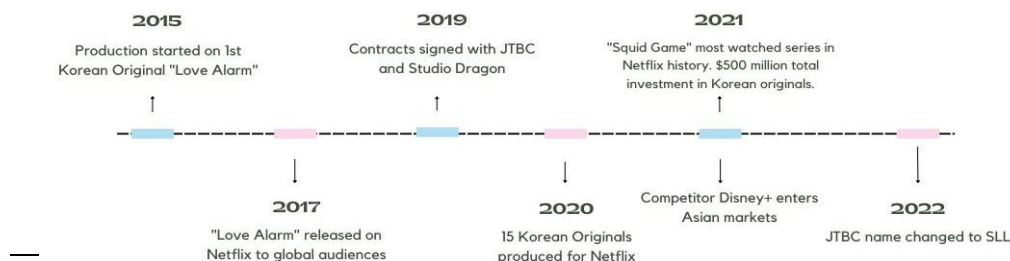 2015
Production started on 1st
Korean Original "Love Alarm"
2017
"Love Alarm" released on
Netflix to global audiences
2019
Contracts signed with JTBC
and Studio Dragon
2020
15 Korean Originals
produced for Netflix
2021
"Squid Game" most watched series in
Netflix history. $500 million total
investment in Korean originals.
Competitor Disney+ enters
Asian markets
2022
JTBC name changed to SLL